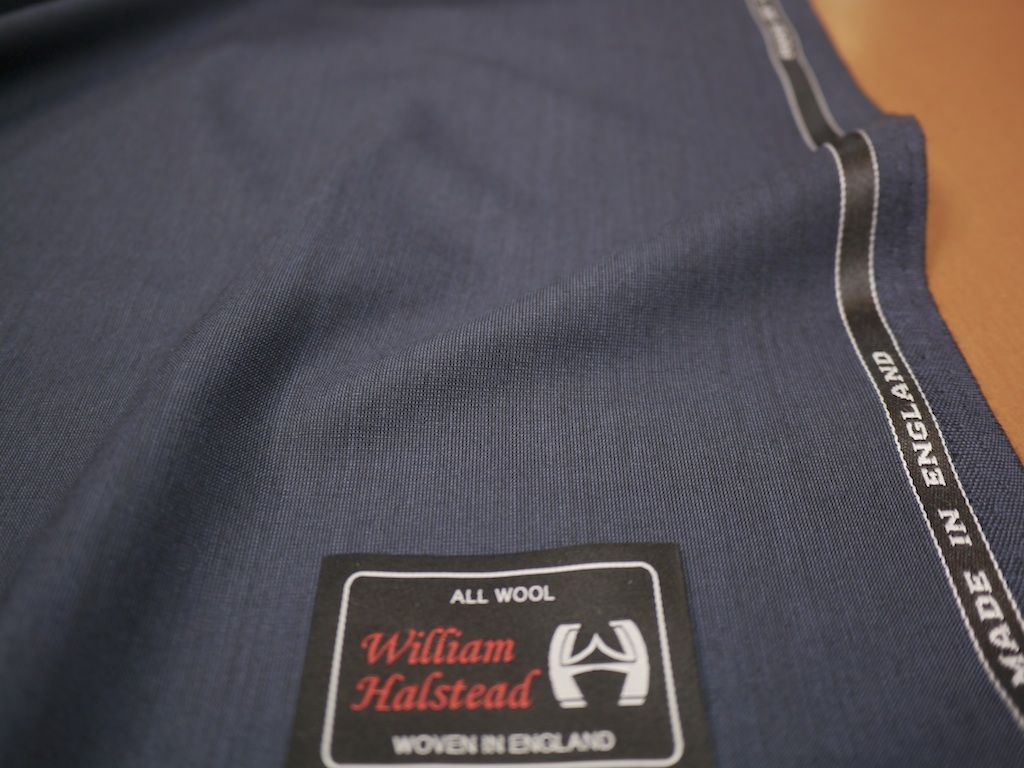 ALL WOOL
William
Halstead
WOVEN IN ENGLAND
MADE IN ENGLAND